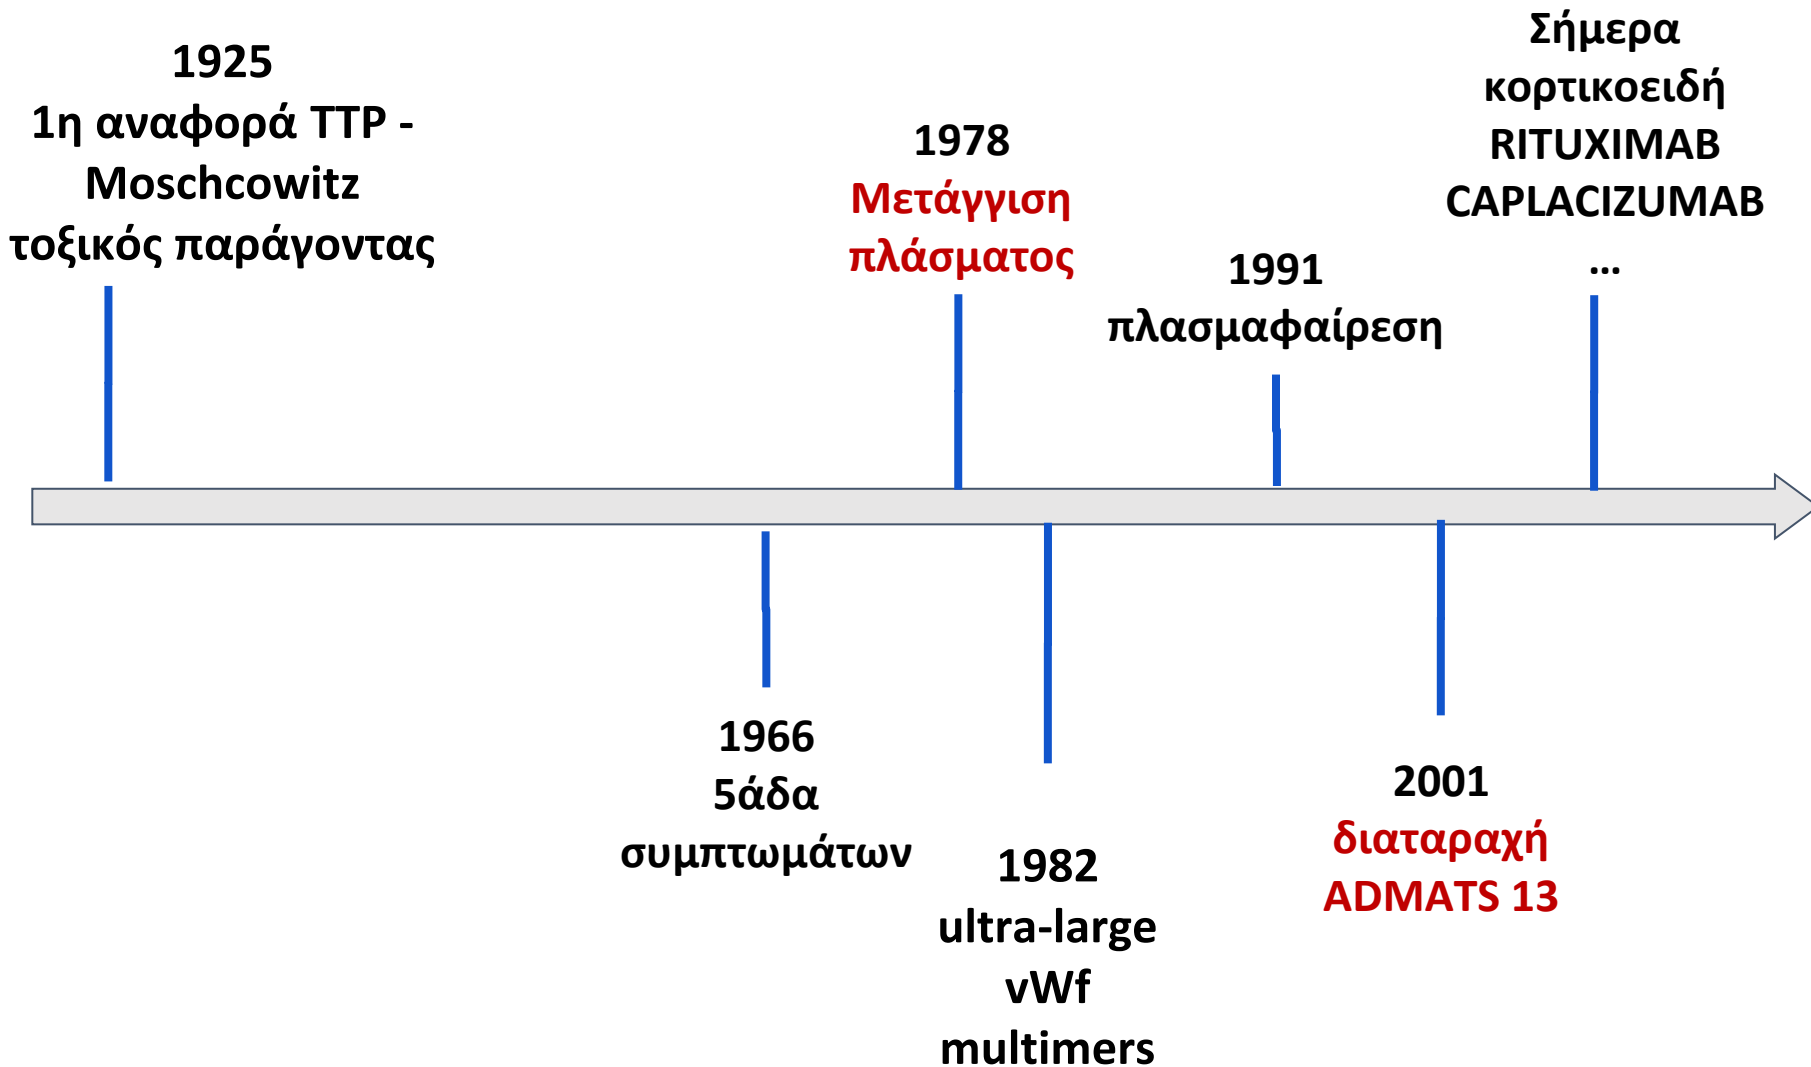 1925
1η αναφορά TTP -
Moschcowitz
τοξικός παράγοντας
1966
5άδα
συμπτωμάτων
1978
Μετάγγιση
πλάσματος
1982
ultra-large
vWf
multimers
1991
πλασμαφαίρεση
2001
διαταραχή
ADMATS 13
Σήμερα
κορτικοειδή
RITUXIMAB
CAPLACIZUMAB
...